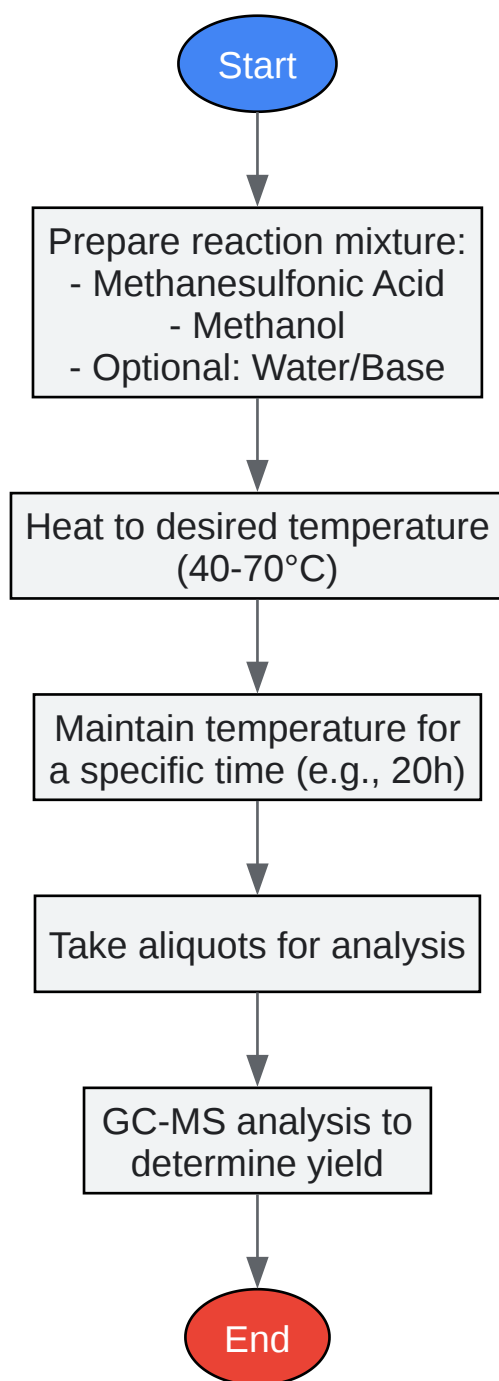 Start
Prepare reaction mixture:
- Methanesulfonic Acid
- Methanol
- Optional: Water/Base
Heat to desired temperature
(40-70°C)
Maintain temperature for
a specific time (e.g., 20h)
Take aliquots for analysis
GC-MS analysis to
determine yield
End